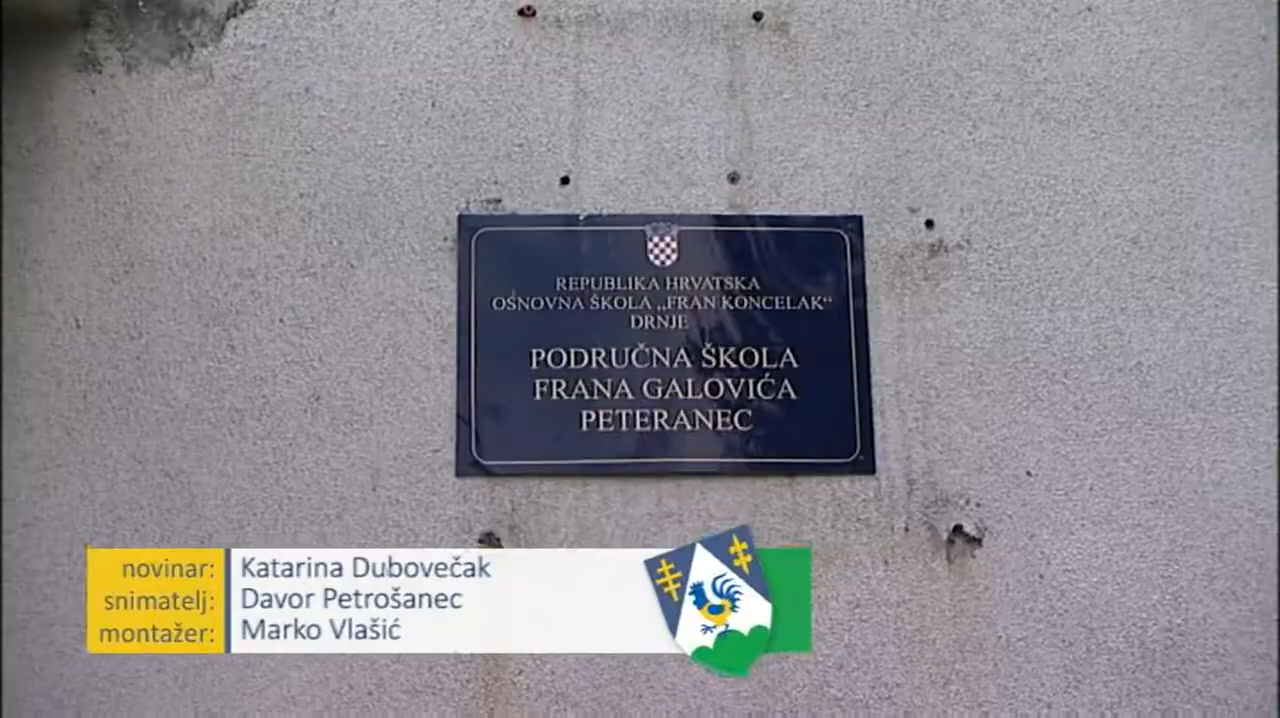 REPUBLIKA HRVATSKA
OSNOVNA ŠKOLA „FRAN KONCELAK“
DRNJE
PODRUČNA ŠKOLA
FRANA GALOVIĆA
PETERANEC
novinar: Katarina Dubovečak
snimatelj: Davor Petrošanec
montažer: Marko Vlašić